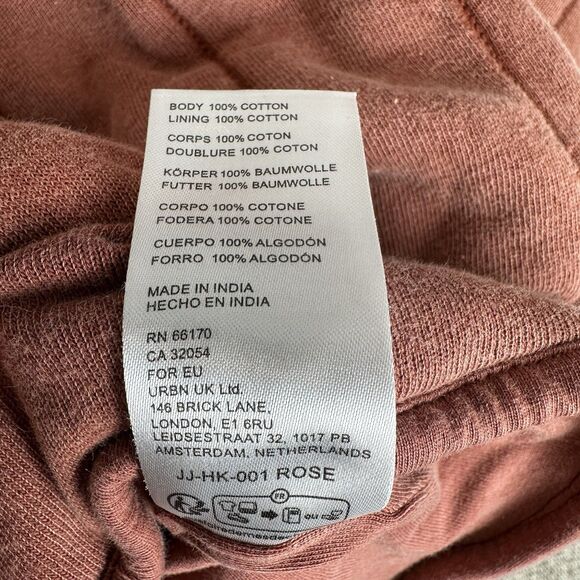 BODY 100% COTTON
LINING 100% COTTON
CORPS 100% COTON
DOUBLURE 100% COTON
KÖRPER 100% BAUMWOLLE
FUTTER 100% BAUMWOLLE
CORPO 100% COTONE
FODERA 100% COTONE
CUERPO 100% ALGODÓN
FORRO 100% ALGODÓN
MADE IN INDIA
HECHO EN INDIA
RN 66170
CA 32054
FOR EU
URBN UK Ltd.
146 BRICK LANE,
LONDON, E1 6RU
LEIDSESTRAAT 32, 1017 PB
AMSTERDAM, NETHERLANDS
JJ-HK-001 ROSE
FR
OU